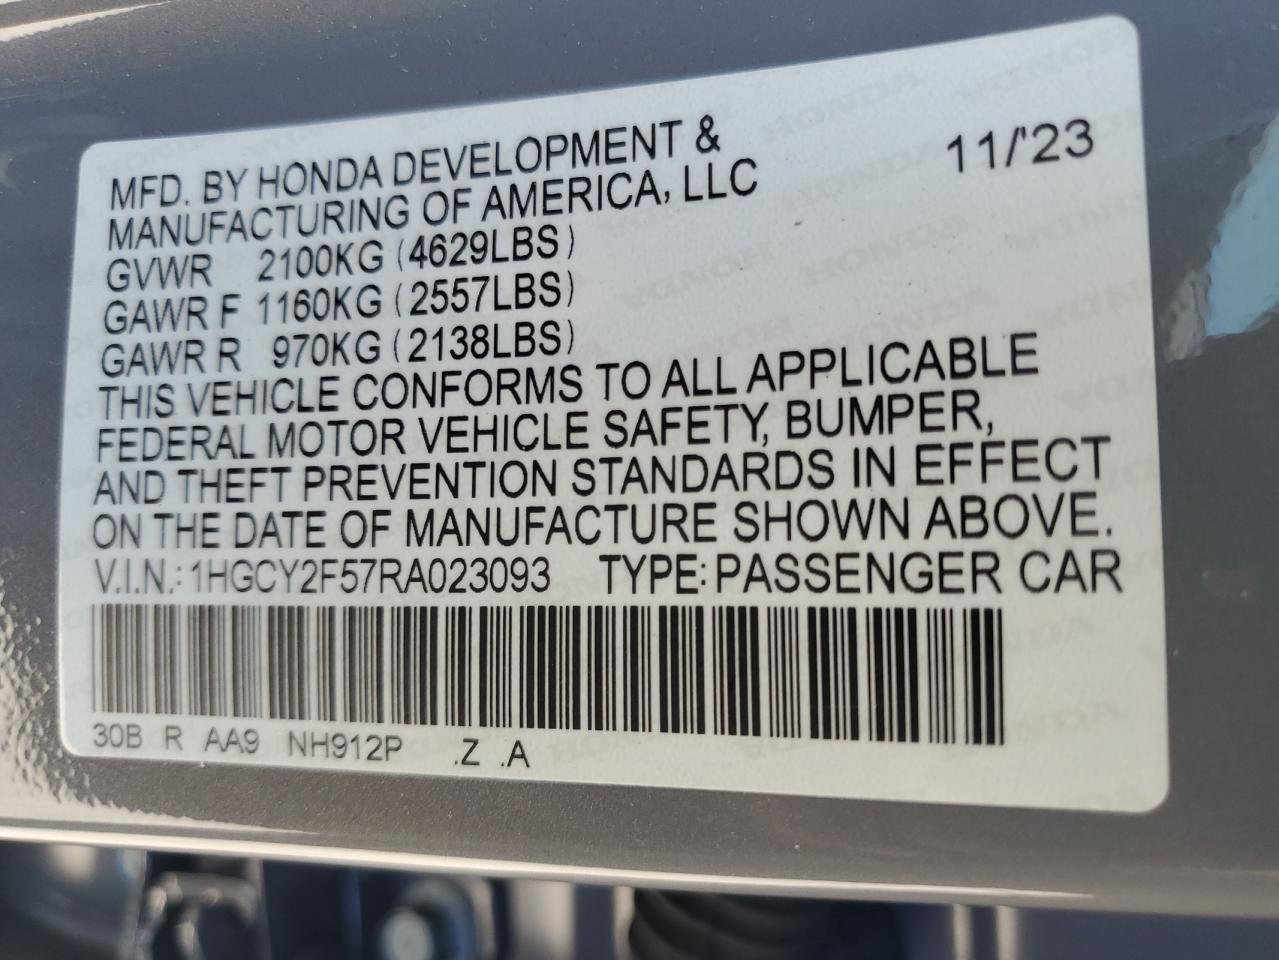 MFD. BY HONDA DEVELOPMENT &
MANUFACTURING OF AMERICA, LLC
11/'23
GVWR 2100KG (4629LBS)
GAWR F 1160KG (2557LBS)
GAWR R 970KG (2138LBS)
THIS VEHICLE CONFORMS TO ALL APPLICABLE
FEDERAL MOTOR VEHICLE SAFETY, BUMPER,
AND THEFT PREVENTION STANDARDS IN EFFECT
ON THE DATE OF MANUFACTURE SHOWN ABOVE.
V.I.N.: 1HGCY2F57RA023093 TYPE: PASSENGER CAR
30B R AA9 NH912P .Z .A